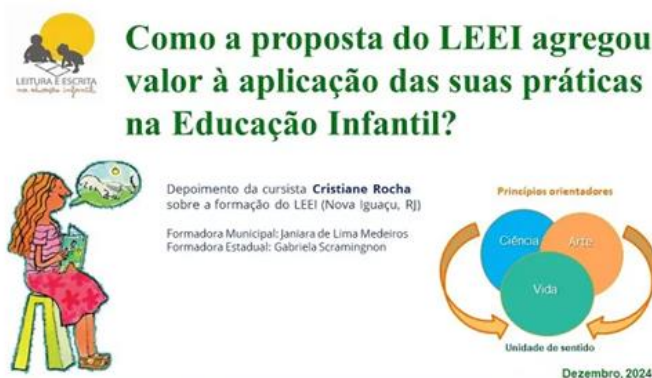 Como a proposta do LEEI agregou
valor à aplicação das suas práticas
na Educação Infantil?
LEITURA E ESCRITA
na educação infantil
Depoimento da cursista Cristiane Rocha
sobre a formação do LEEI (Nova Iguaçu, RJ)
Formadora Municipal: Janiara de Lima Medeiros
Formadora Estadual: Gabriela Scramingnon
Princípios orientadores
Ciência
Arte
Vida
Unidade de sentido
Dezembro, 2024